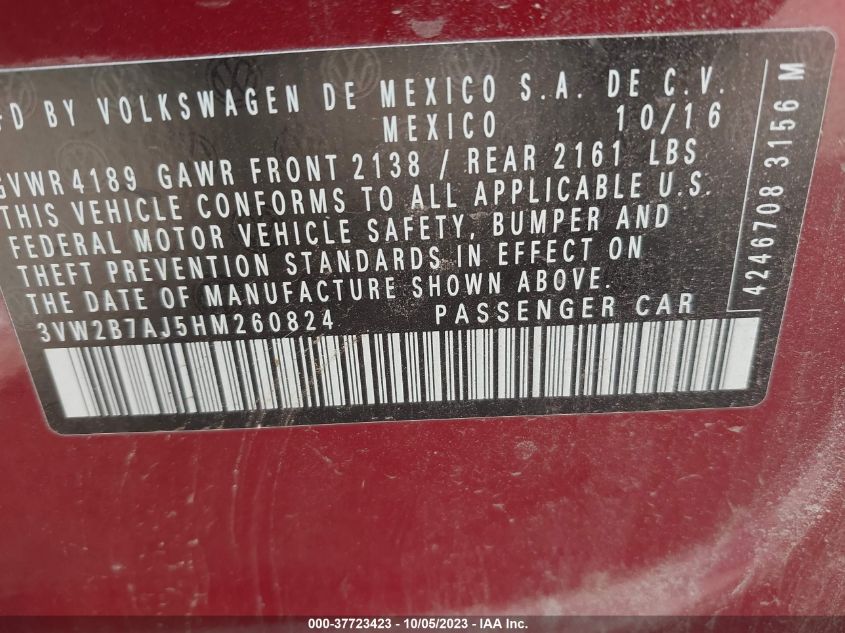 FD BY VOLKSWAGEN DE MEXICO S.A. DE C.V.
MEXICO 10/16
GVWR 4189 GAWR FRONT 2138 / REAR 2161 LBS
THIS VEHICLE CONFORMS TO ALL APPLICABLE U.S.
FEDERAL MOTOR VEHICLE SAFETY, BUMPER AND
THEFT PREVENTION STANDARDS IN EFFECT ON
THE DATE OF MANUFACTURE SHOWN ABOVE.
3VW2B7AJ5HM260824 PASSENGER CAR
4246708 3156 M
000-37723423 - 10/05/2023 - IAA Inc.